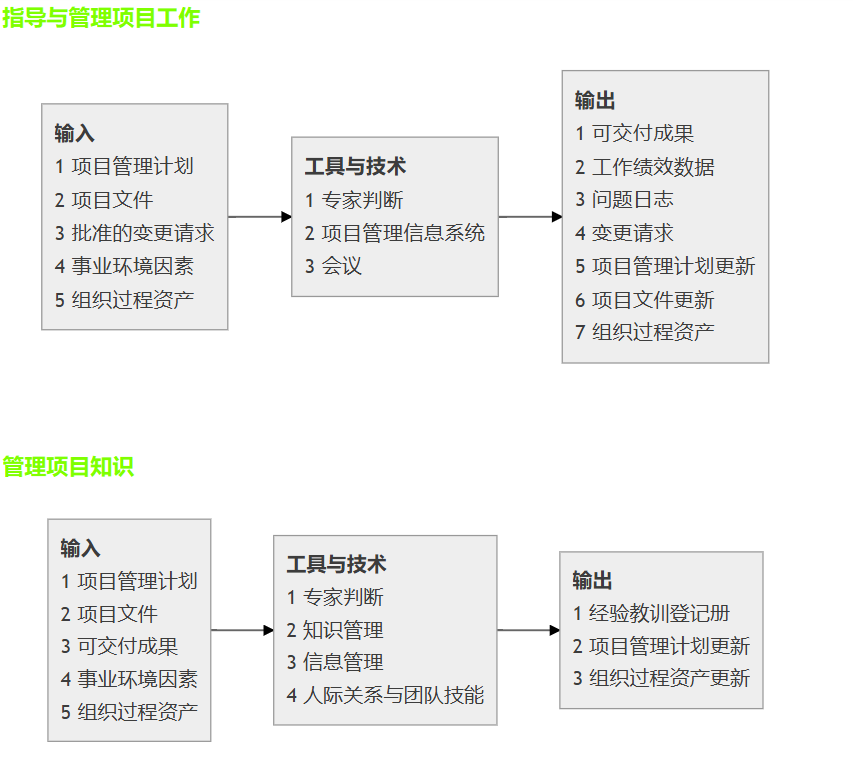 指导与管理项目工作
输入
1 项目管理计划
2 项目文件
3 批准的变更请求
4 事业环境因素
5 组织过程资产
工具与技术
1 专家判断
2 项目管理信息系统
3 会议
输出
1 可交付成果
2 工作绩效数据
3 问题日志
4 变更请求
5 项目管理计划更新
6 项目文件更新
7 组织过程资产
管理项目知识
输入
1 项目管理计划
2 项目文件
3 可交付成果
4 事业环境因素
5 组织过程资产
工具与技术
1 专家判断
2 知识管理
3 信息管理
4 人际关系与团队技能
输出
1 经验教训登记册
2 项目管理计划更新
3 组织过程资产更新